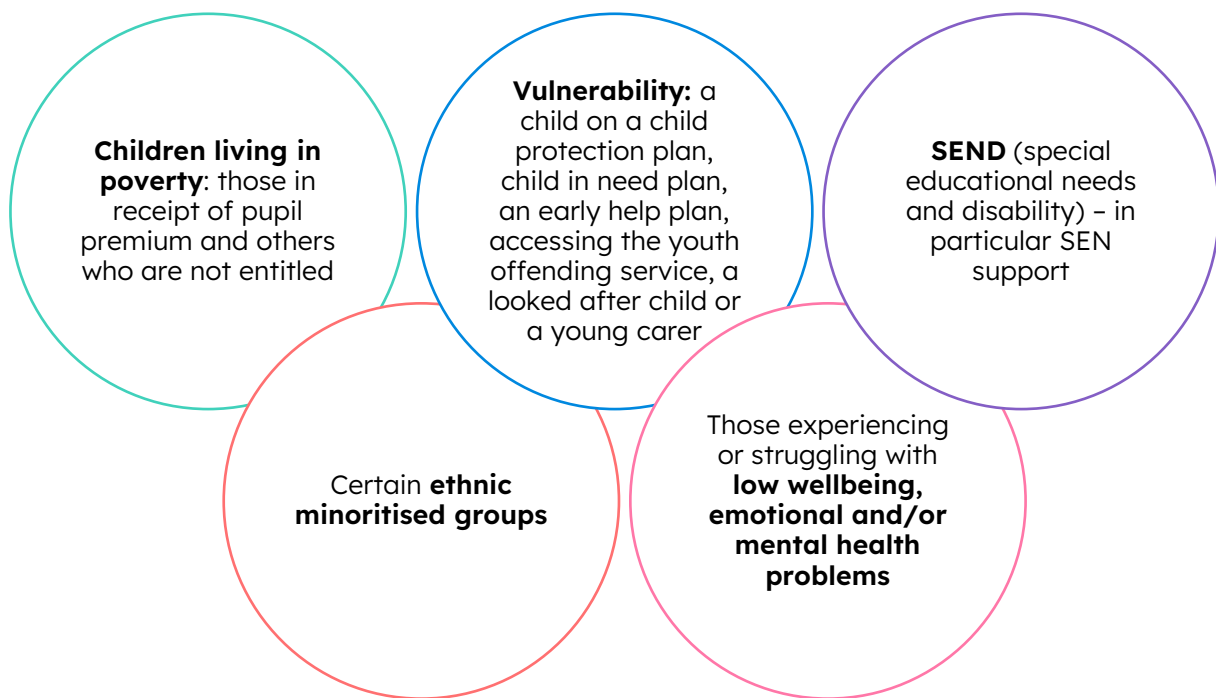 Children living in
poverty: those in
receipt of pupil
premium and others
who are not entitled
Vulnerability: a
child on a child
protection plan,
child in need plan,
an early help plan,
accessing the youth
offending service, a
looked after child or
a young carer
SEND (special
educational needs
and disability) – in
particular SEN
support
Certain ethnic
minoritised groups
Those experiencing
or struggling with
low wellbeing,
emotional and/or
mental health
problems